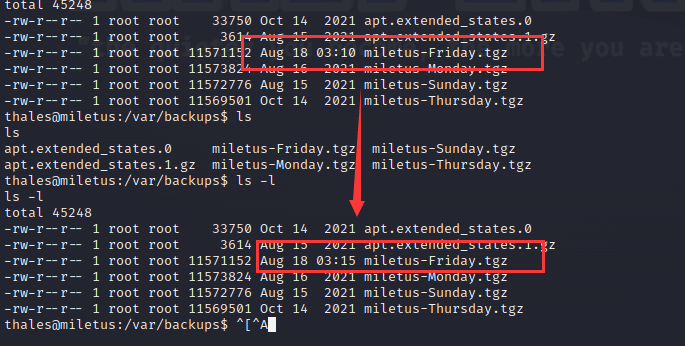 total 45248
-rw-r--r-- 1 root root    33750 Oct 14  2021 apt.extended_states.0
-rw-r--r-- 1 root root     3614 Aug 15  2021 apt.extended_states.1.gz
-rw-r--r-- 1 root root 11571152 Aug 18 03:10 miletus-Friday.tgz
-rw-r--r-- 1 root root 11573824 Aug 16  2021 miletus-Monday.tgz
-rw-r--r-- 1 root root 11572776 Aug 15  2021 miletus-Sunday.tgz
-rw-r--r-- 1 root root 11569501 Oct 14  2021 miletus-Thursday.tgz
thales@miletus:/var/backups$ ls
ls
apt.extended_states.0     miletus-Friday.tgz  miletus-Sunday.tgz
apt.extended_states.1.gz  miletus-Monday.tgz  miletus-Thursday.tgz
thales@miletus:/var/backups$ ls -l
ls -l
total 45248
-rw-r--r-- 1 root root    33750 Oct 14  2021 apt.extended_states.0
-rw-r--r-- 1 root root     3614 Aug 15  2021 apt.extended_states.1.gz
-rw-r--r-- 1 root root 11571152 Aug 18 03:15 miletus-Friday.tgz
-rw-r--r-- 1 root root 11573824 Aug 16  2021 miletus-Monday.tgz
-rw-r--r-- 1 root root 11572776 Aug 15  2021 miletus-Sunday.tgz
-rw-r--r-- 1 root root 11569501 Oct 14  2021 miletus-Thursday.tgz
thales@miletus:/var/backups$ ^[^A